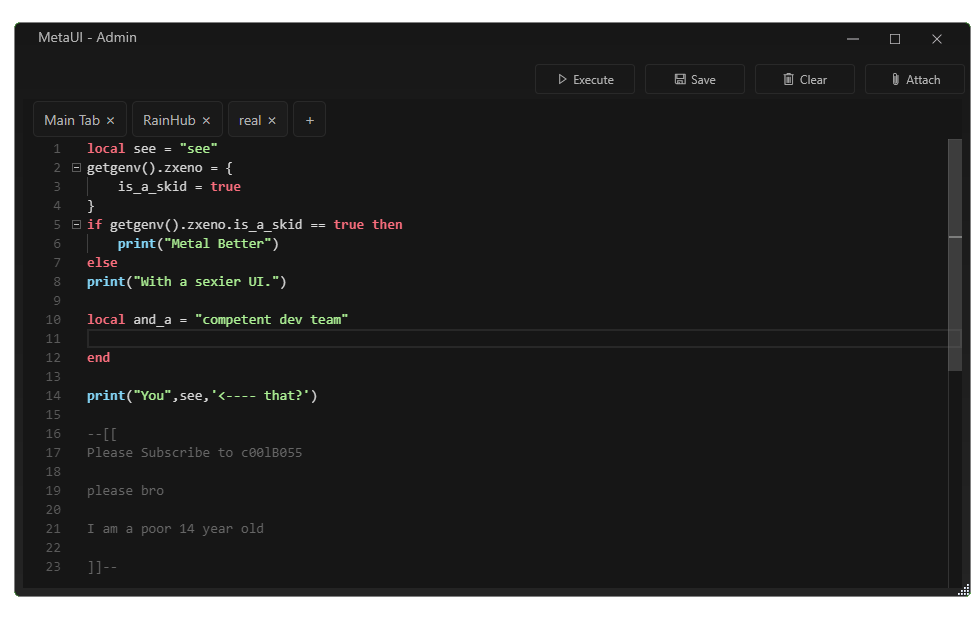 MetaUI - Admin
Execute Save Clear Attach
Main Tab × RainHub × real × +
1 local see = "see"
2 getgenv().zxeno = {
3 is_a_skid = true
4 }
5 if getgenv().zxeno.is_a_skid == true then
6 print("Metal Better")
7 else
8 print("With a sexier UI.")
9
10 local and_a = "competent dev team"
11
12 end
13
14 print("You",see,'<---- that?')
15
16 --[[
17 Please Subscribe to c00lB055
18
19 please bro
20
21 I am a poor 14 year old
22
23 ]]--